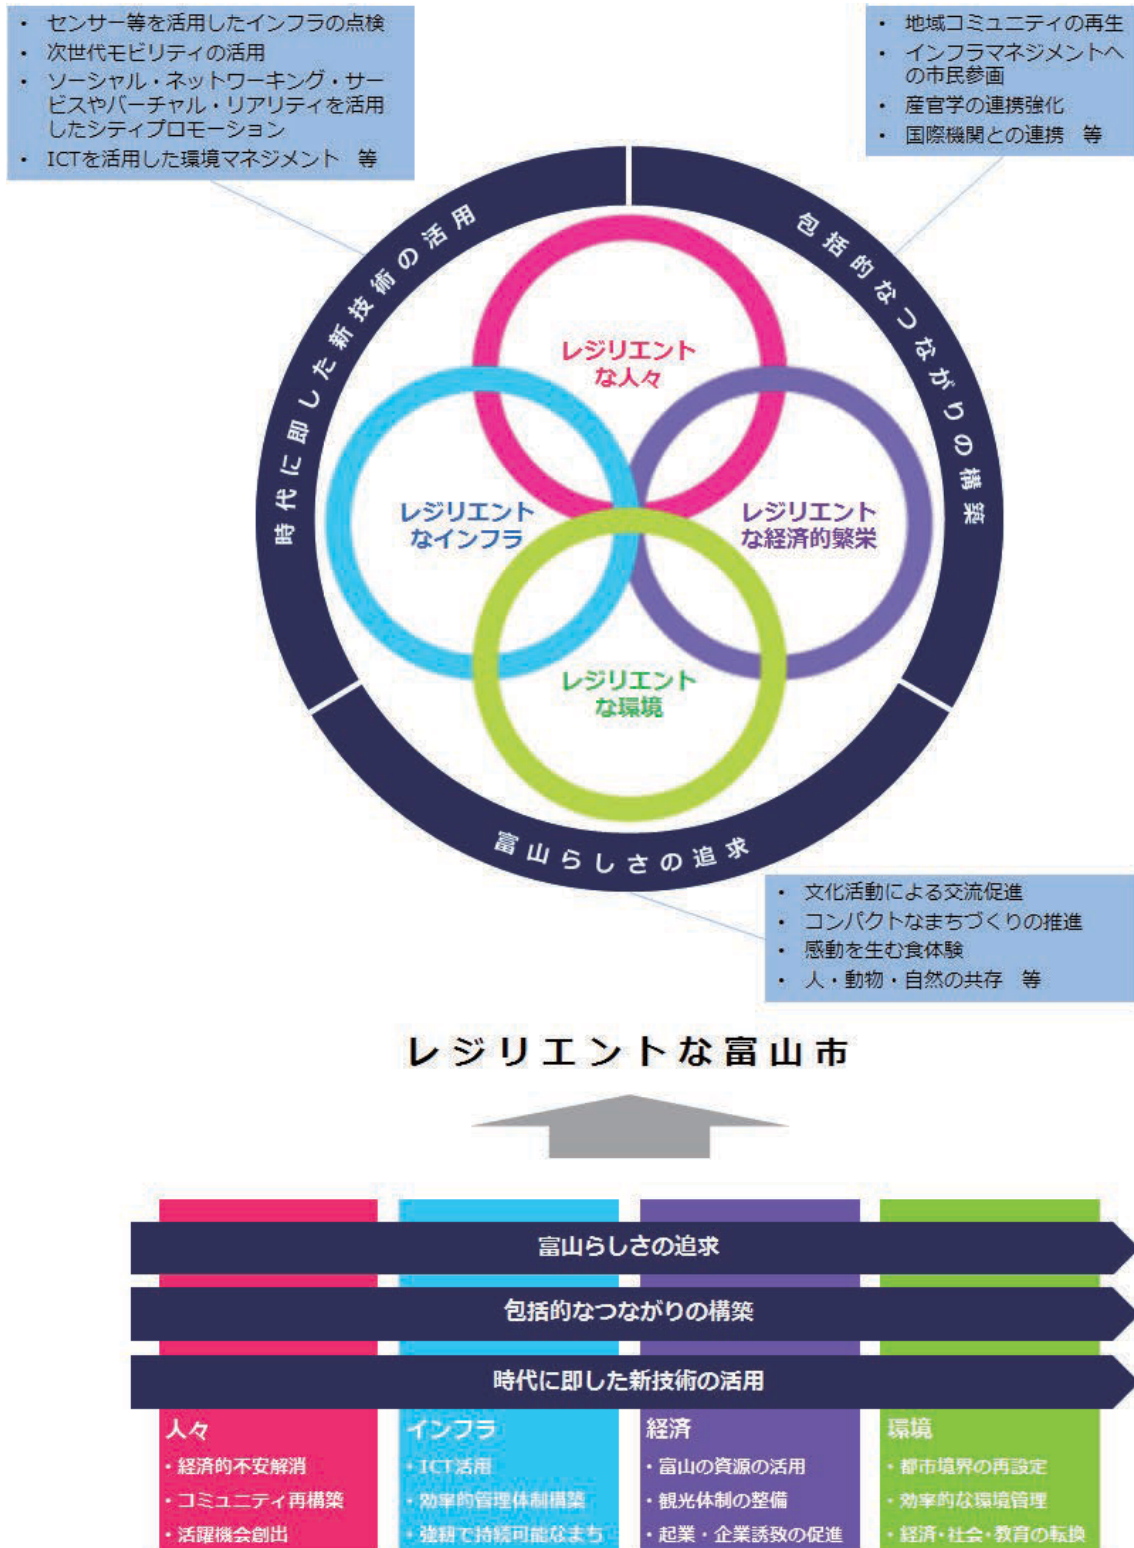 • センサー等を活用したインフラの点検
• 次世代モビリティの活用
• ソーシャル・ネットワーキング・サー
ビスやバーチャル・リアリティを活用
したシティプロモーション
• ICTを活用した環境マネジメント　等
• 地域コミュニティの再生
• インフラマネジメントへ
の市民参画
• 産官学の連携強化
• 国際機関との連携　等
時代に即した新技術の活用
包括的なつながりの構築
レジリエント
な人々
レジリエント
なインフラ
レジリエント
な経済的繁栄
レジリエント
な環境
富山らしさの追求
• 文化活動による交流促進
• コンパクトなまちづくりの推進
• 感動を生む食体験
• 人・動物・自然の共存　等
レジリエントな富山市
富山らしさの追求
包括的なつながりの構築
時代に即した新技術の活用
人々
・経済的不安解消
・コミュニティ再構築
・活躍機会創出
インフラ
・ICT活用
・効率的管理体制構築
・強靭で持続可能なまち
経済
・富山の資源の活用
・観光体制の整備
・起業・企業誘致の促進
環境
・都市境界の再設定
・効率的な環境管理
・経済・社会・教育の転換